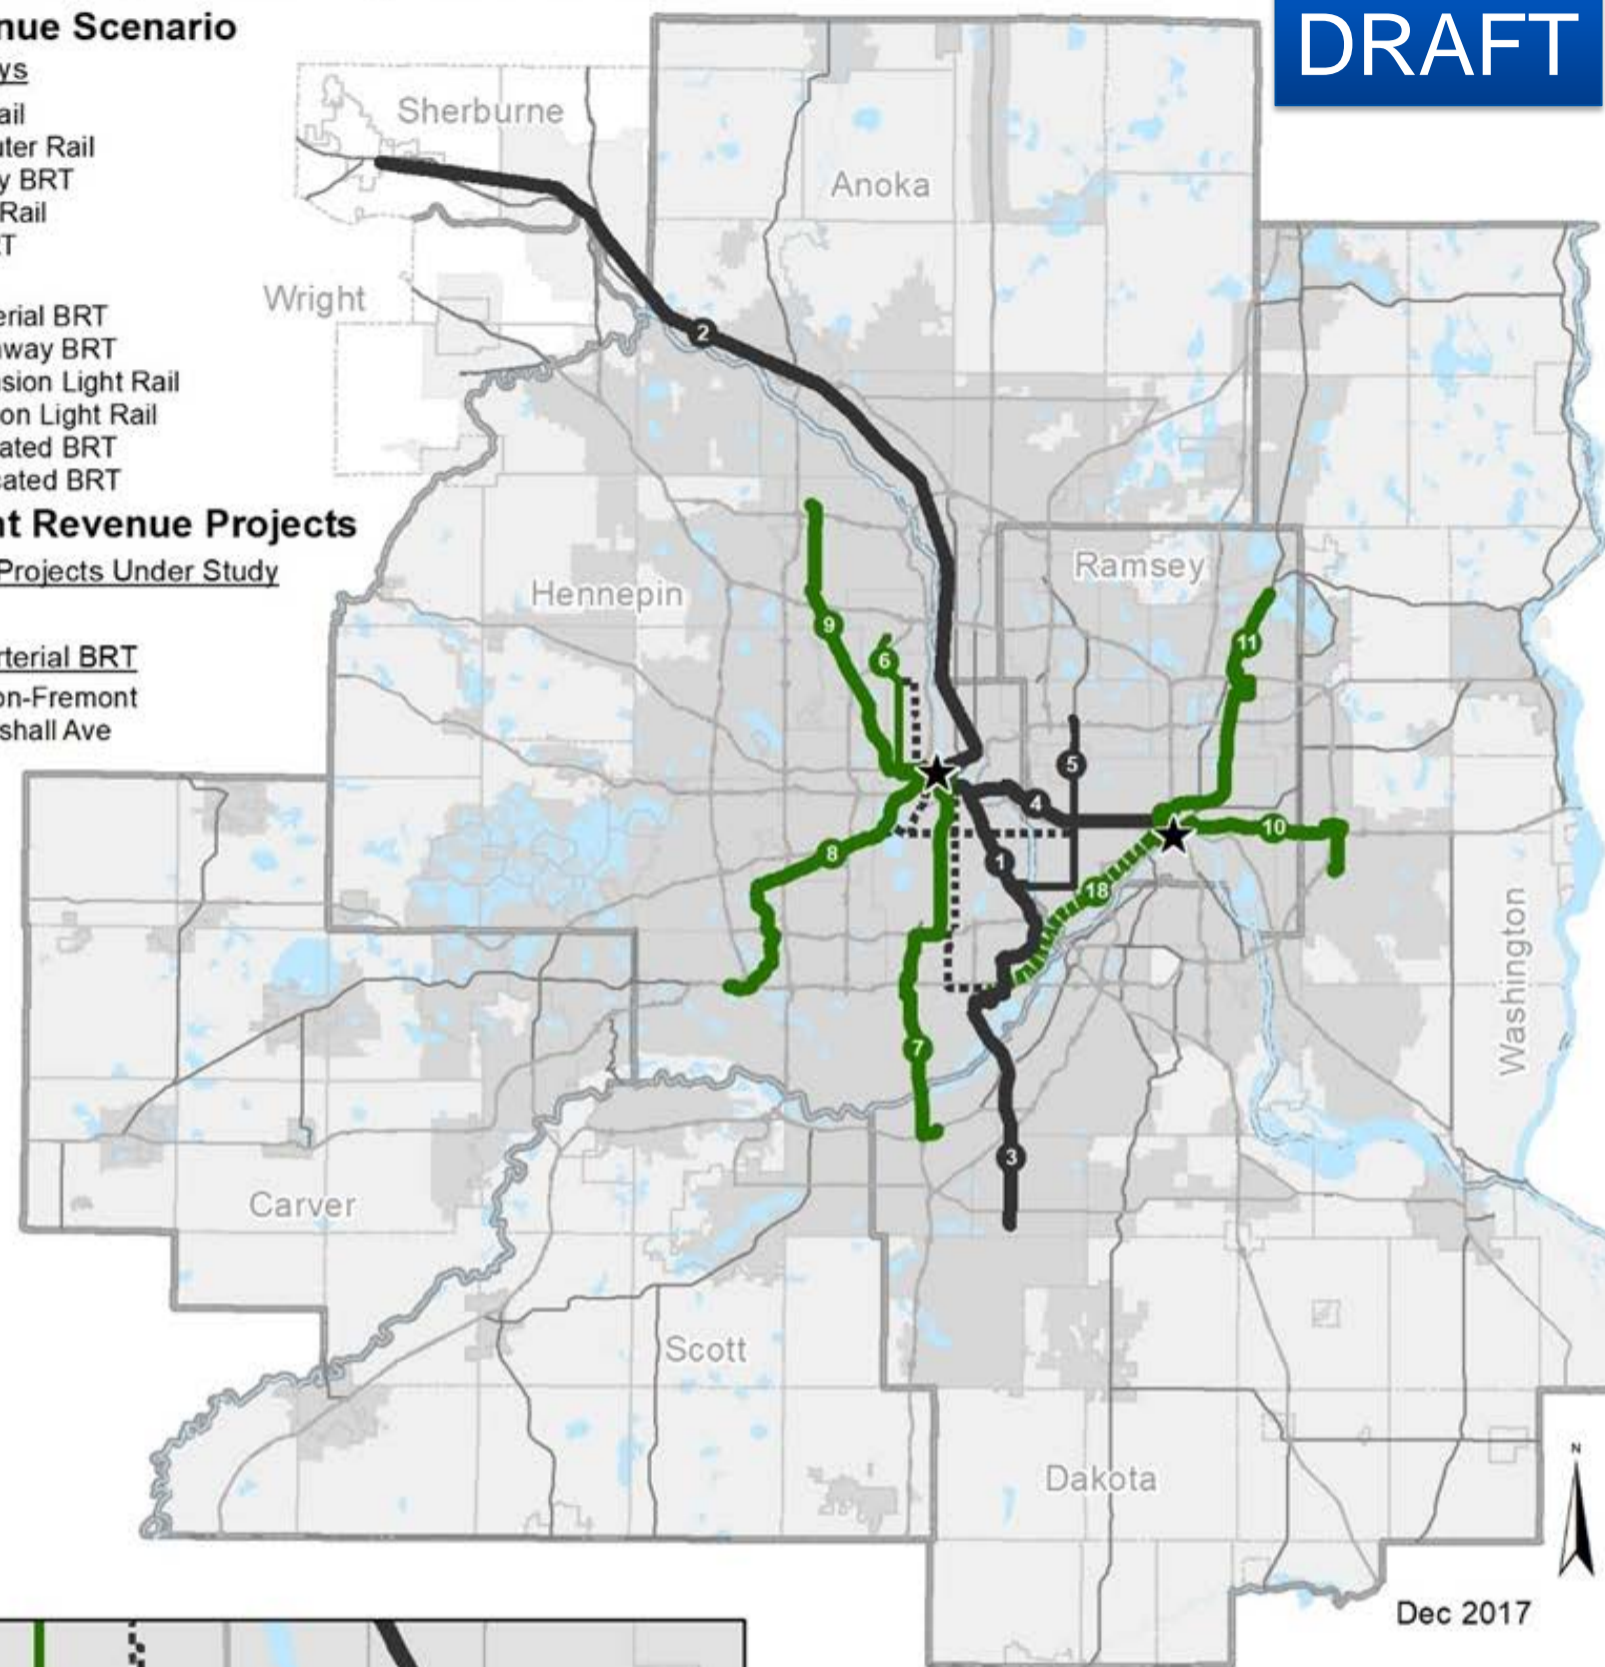 nue Scenario
DRAFT
ys
ail
uter Rail
y BRT
Rail
T
erial BRT
way BRT
sion Light Rail
on Light Rail
ated BRT
cated BRT
nt Revenue Projects
Projects Under Study
rterial BRT
on-Fremont
shall Ave
Sherburne
Anoka
Wright
2
Ramsey
Hennepin
9
11
6
5
4
10
8
1
18
Washington
7
3
Carver
Scott
Dakota
N
Dec 2017